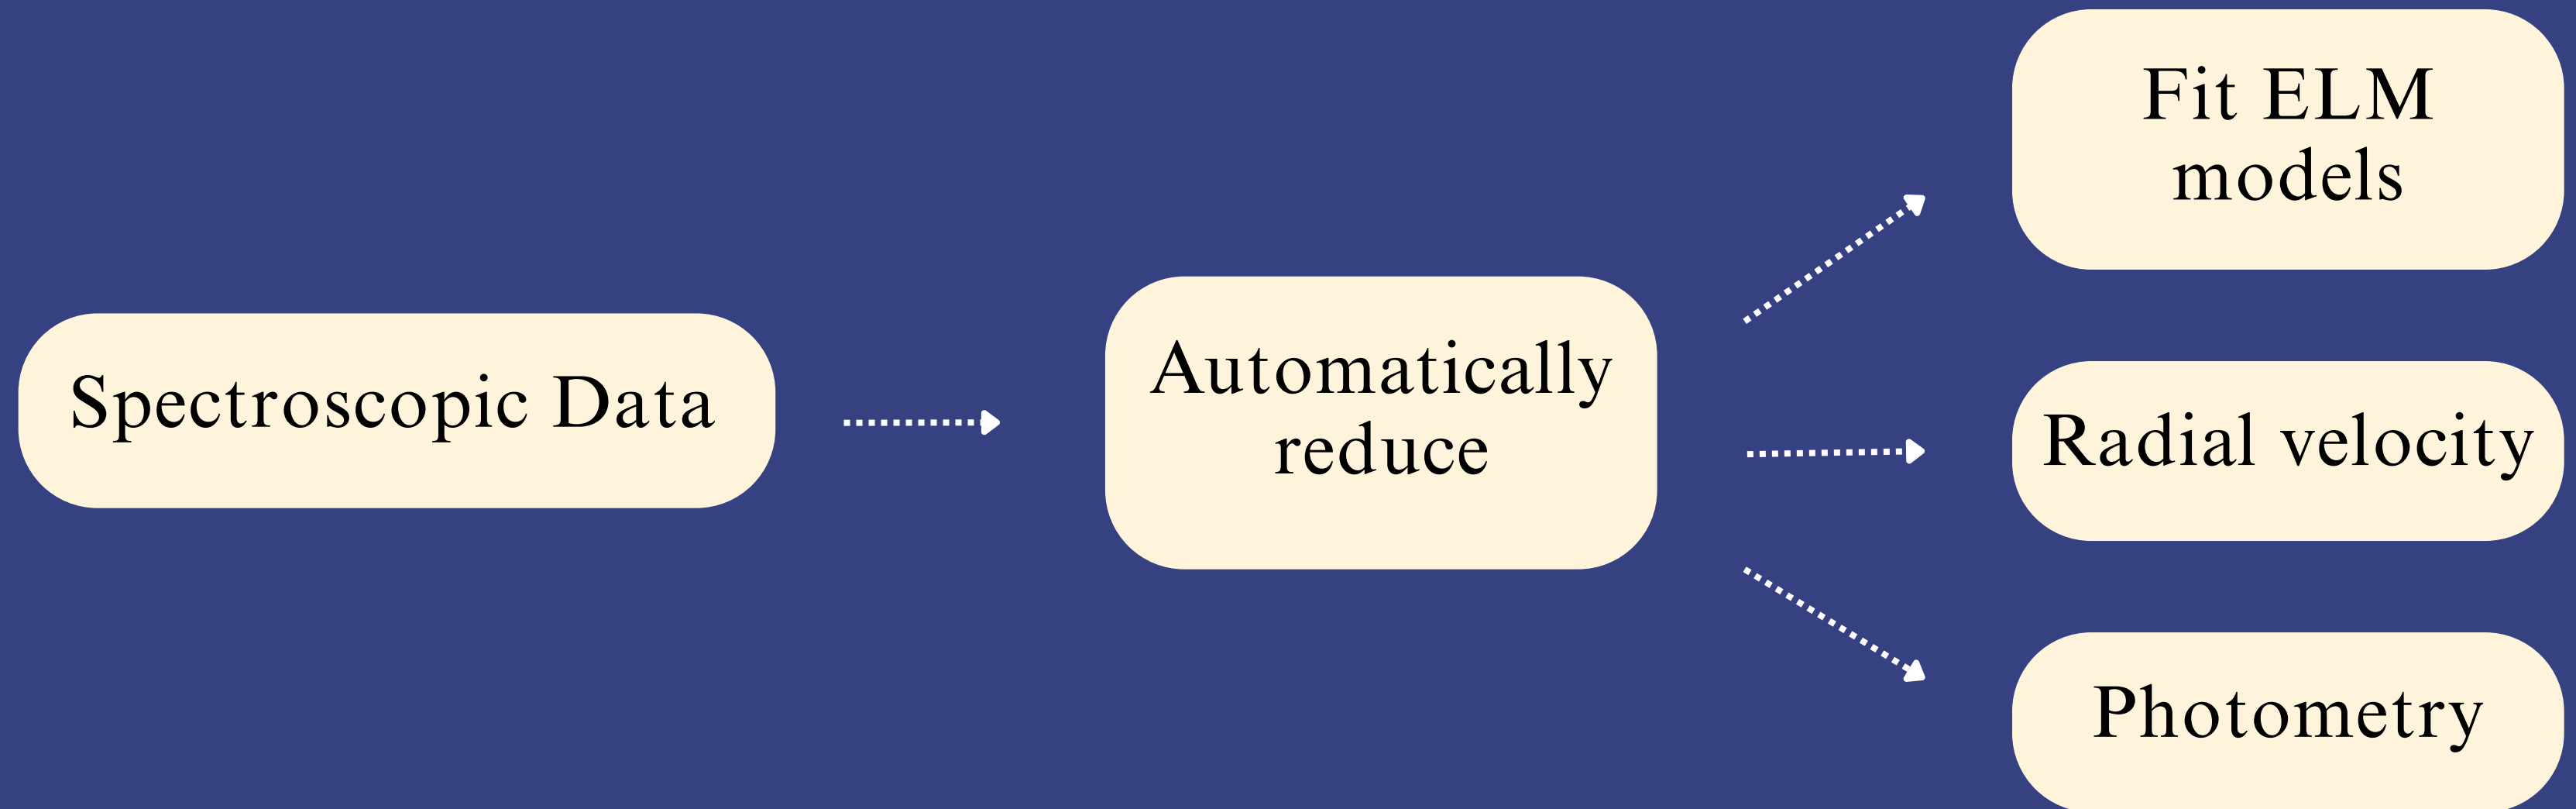 Spectroscopic Data
Automatically
reduce
Fit ELM
models
Radial velocity
Photometry